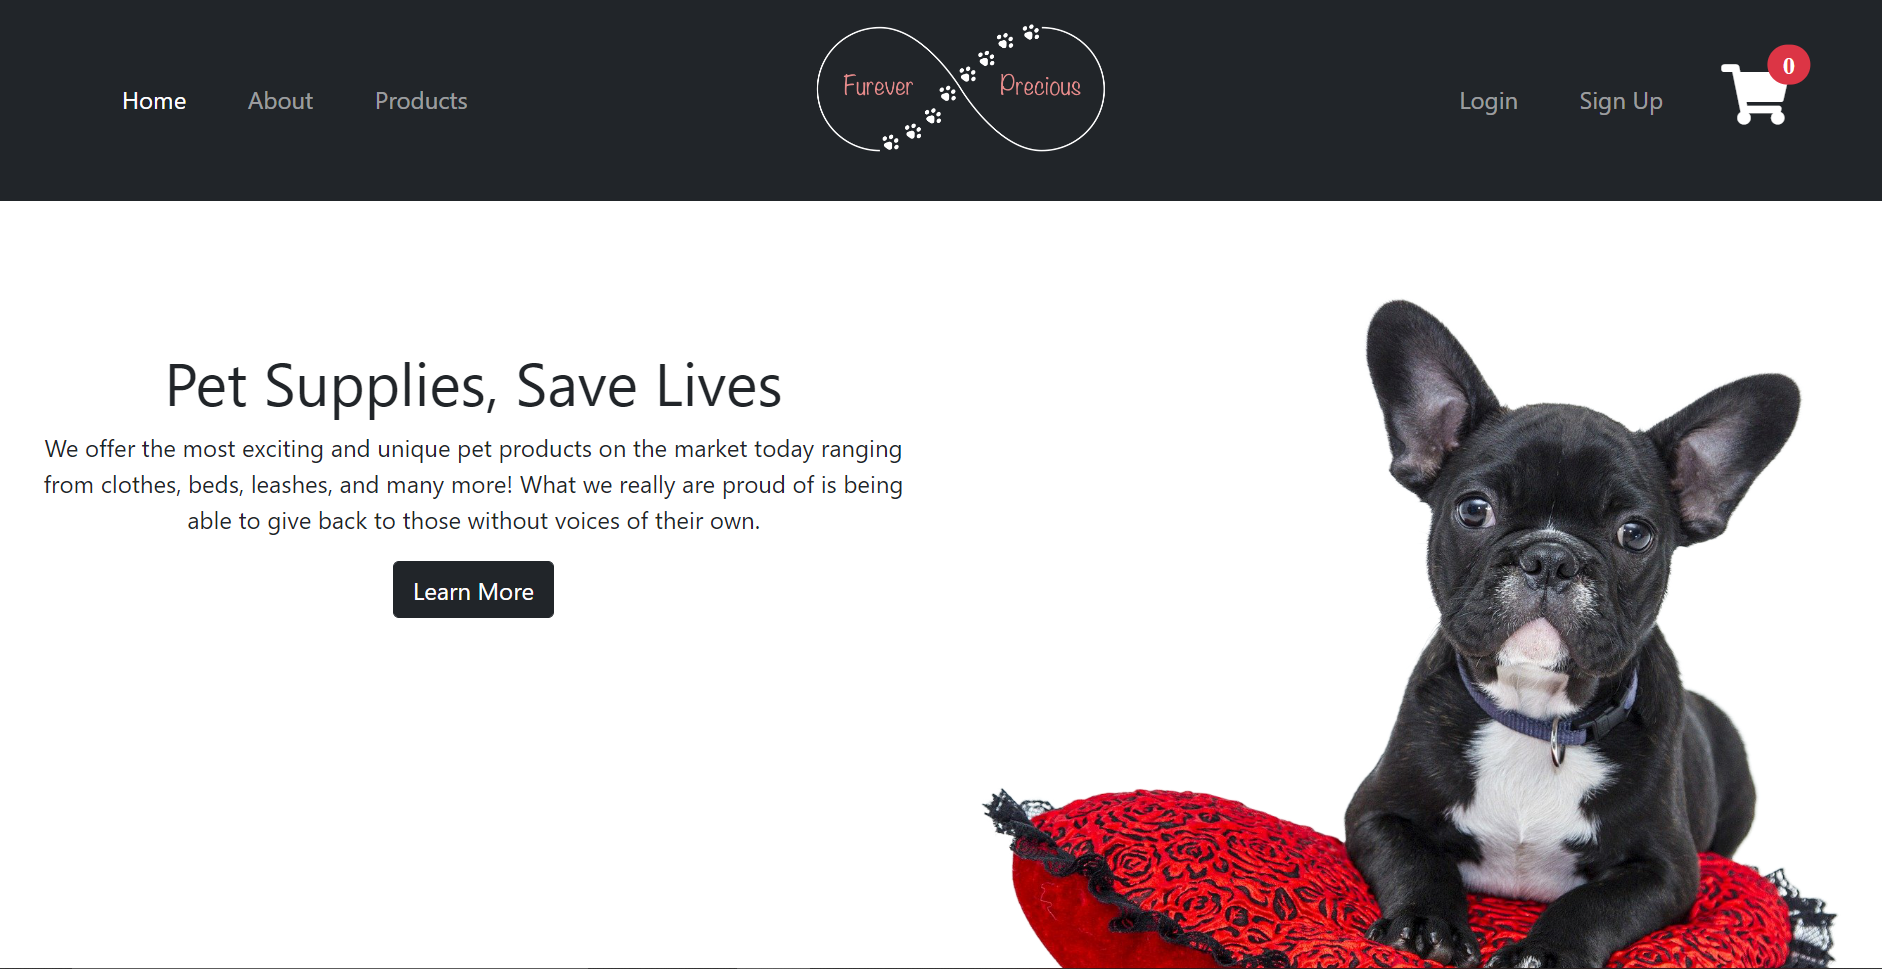 Home About Products
Furever Precious
Login Sign Up
0
Pet Supplies, Save Lives
We offer the most exciting and unique pet products on the market today ranging
from clothes, beds, leashes, and many more! What we really are proud of is being
able to give back to those without voices of their own.
Learn More